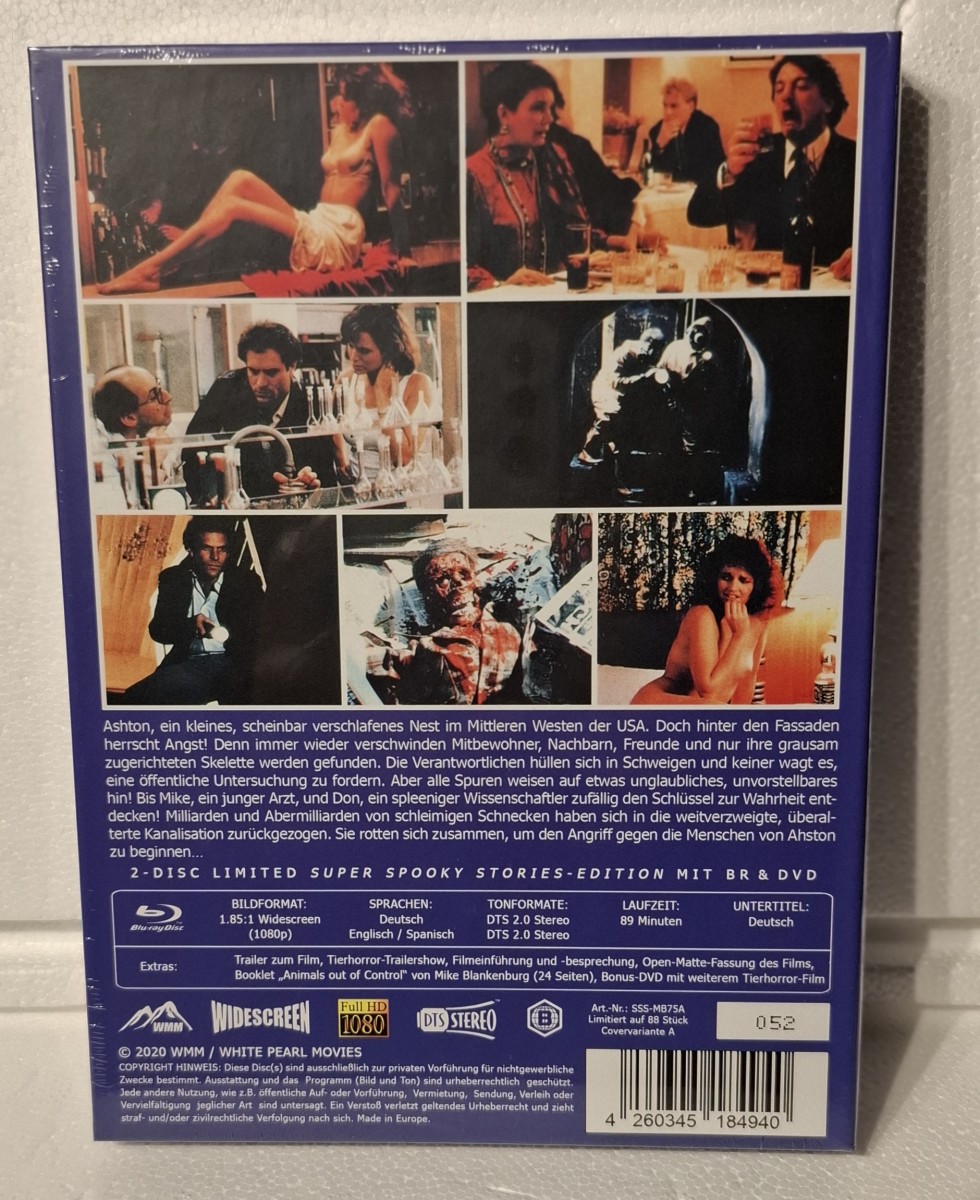 Ashton, ein kleines, scheinbar verschlafenes Nest im Mittleren Westen der USA. Doch hinter den Fassaden
herrscht Angst! Denn immer wieder verschwinden Mitbewohner, Nachbarn, Freunde und nur ihre grausam
zugerichteten Skelette werden gefunden. Die Verantwortlichen hüllen sich in Schweigen und keiner wagt es,
eine öffentliche Untersuchung zu fordern. Aber alle Spuren weisen auf etwas unglaubliches, unvorstellbares
hin! Bis Mike, ein junger Arzt, und Don, ein spleeniger Wissenschaftler zufällig den Schlüssel zur Wahrheit ent-
decken! Milliarden und Abermilliarden von schleimigen Schnecken haben sich in die weitverzweigte, überal-
terte Kanalisation zurückgezogen. Sie rotten sich zusammen, um den Angriff gegen die Menschen von Ahston
zu beginnen...
2-DISC LIMITED SUPER SPOOKY STORIES-EDITION MIT BR & DVD
Blu-ray Disc
BILDFORMAT:
1.85:1 Widescreen
(1080p)
SPRACHEN:
Deutsch
Englisch / Spanisch
TONFORMATE:
DTS 2.0 Stereo
DTS 2.0 Stereo
LAUFZEIT:
89 Minuten
UNTERTITEL:
Deutsch
Extras:
Trailer zum Film, Tierhorror-Trailershow, Filmeinführung und -besprechung, Open-Matte-Fassung des Films,
Booklet „Animals out of Control" von Mike Blankenburg (24 Seiten), Bonus-DVD mit weiterem Tierhorror-Film
WMM
WIDESCREEN
Full HD
1080
DTS STEREO
B
Art.-Nr.: SSS-MB75A
Limitiert auf 88 Stück
Covervariante A
052
© 2020 WMM / WHITE PEARL MOVIES
COPYRIGHT HINWEIS: Diese Disc(s) sind ausschließlich zur privaten Vorführung für nichtgewerbliche
Zwecke bestimmt. Ausstattung und das Programm (Bild und Ton) sind urheberrechtlich geschützt.
Jede andere Nutzung, wie z.B. öffentliche Auf- oder Vorführung, Vermietung, Sendung, Verleih oder
Vervielfältigung jeglicher Art sind untersagt. Ein Verstoß verletzt geltendes Urheberrecht und zieht
straf- und/oder zivilrechtliche Verfolgung nach sich. Made in Europe.
4 260345 184940